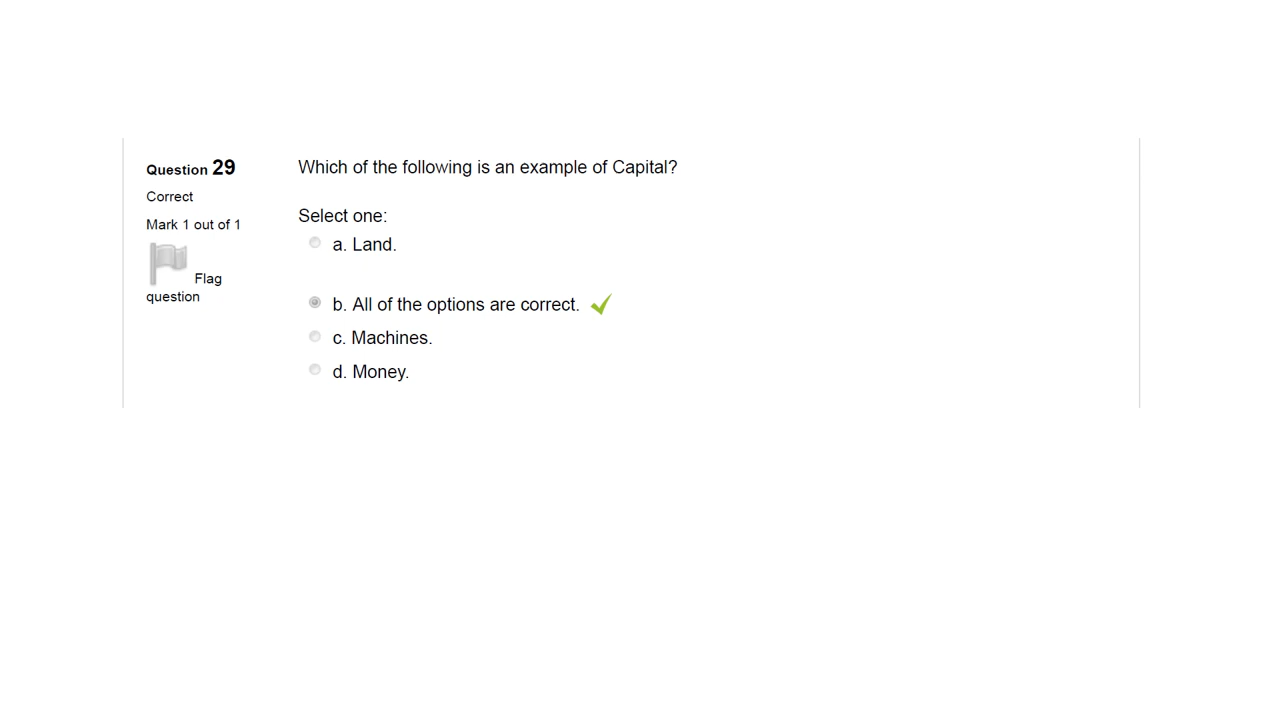 Question 29
Correct
Mark 1 out of 1
Flag
question
Which of the following is an example of Capital?
Select one:
a. Land.
b. All of the options are correct.
c. Machines.
d. Money.